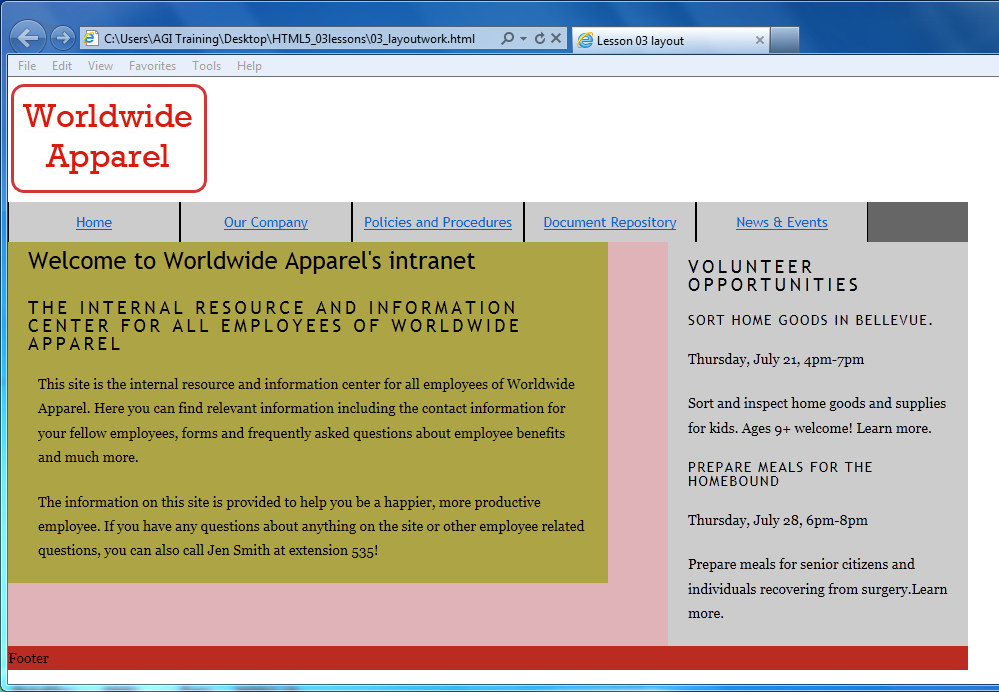 C:\Users\AGI Training\Desktop\HTML5_03lessons\03_layoutwork.html
Lesson 03 layout
File Edit View Favorites Tools Help
Worldwide
Apparel
Home Our Company Policies and Procedures Document Repository News & Events
Welcome to Worldwide Apparel's intranet
THE INTERNAL RESOURCE AND INFORMATION
CENTER FOR ALL EMPLOYEES OF WORLDWIDE
APPAREL
This site is the internal resource and information center for all employees of Worldwide
Apparel. Here you can find relevant information including the contact information for
your fellow employees, forms and frequently asked questions about employee benefits
and much more.
The information on this site is provided to help you be a happier, more productive
employee. If you have any questions about anything on the site or other employee related
questions, you can also call Jen Smith at extension 535!
VOLUNTEER
OPPORTUNITIES
SORT HOME GOODS IN BELLEVUE.
Thursday, July 21, 4pm-7pm
Sort and inspect home goods and supplies
for kids. Ages 9+ welcome! Learn more.
PREPARE MEALS FOR THE
HOMEBOUND
Thursday, July 28, 6pm-8pm
Prepare meals for senior citizens and
individuals recovering from surgery.Learn
more.
Footer